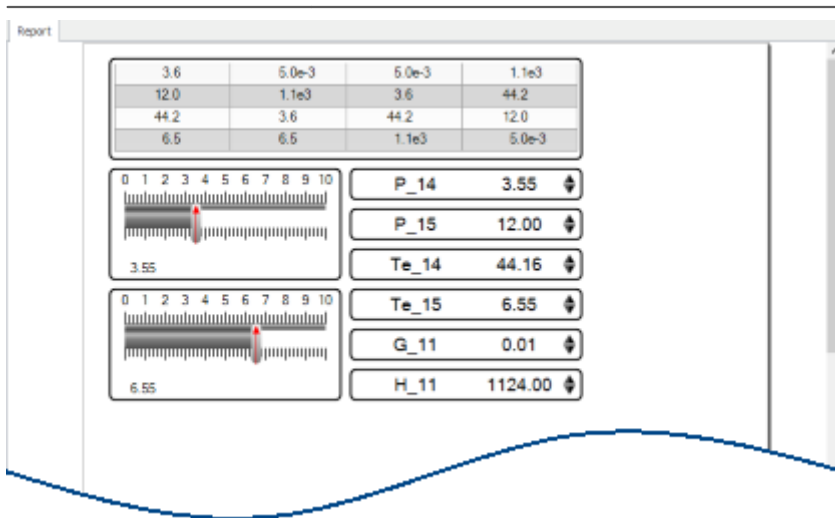 Report
3.6 5.0e-3 5.0e-3 1.1e3
12.0 1.1e3 3.6 44.2
44.2 3.6 44.2 12.0
6.5 6.5 1.1e3 5.0e-3
0 1 2 3 4 5 6 7 8 9 10
3.55
P_14 3.55
P_15 12.00
Te_14 44.16
0 1 2 3 4 5 6 7 8 9 10
6.55
Te_15 6.55
G_11 0.01
H_11 1124.00